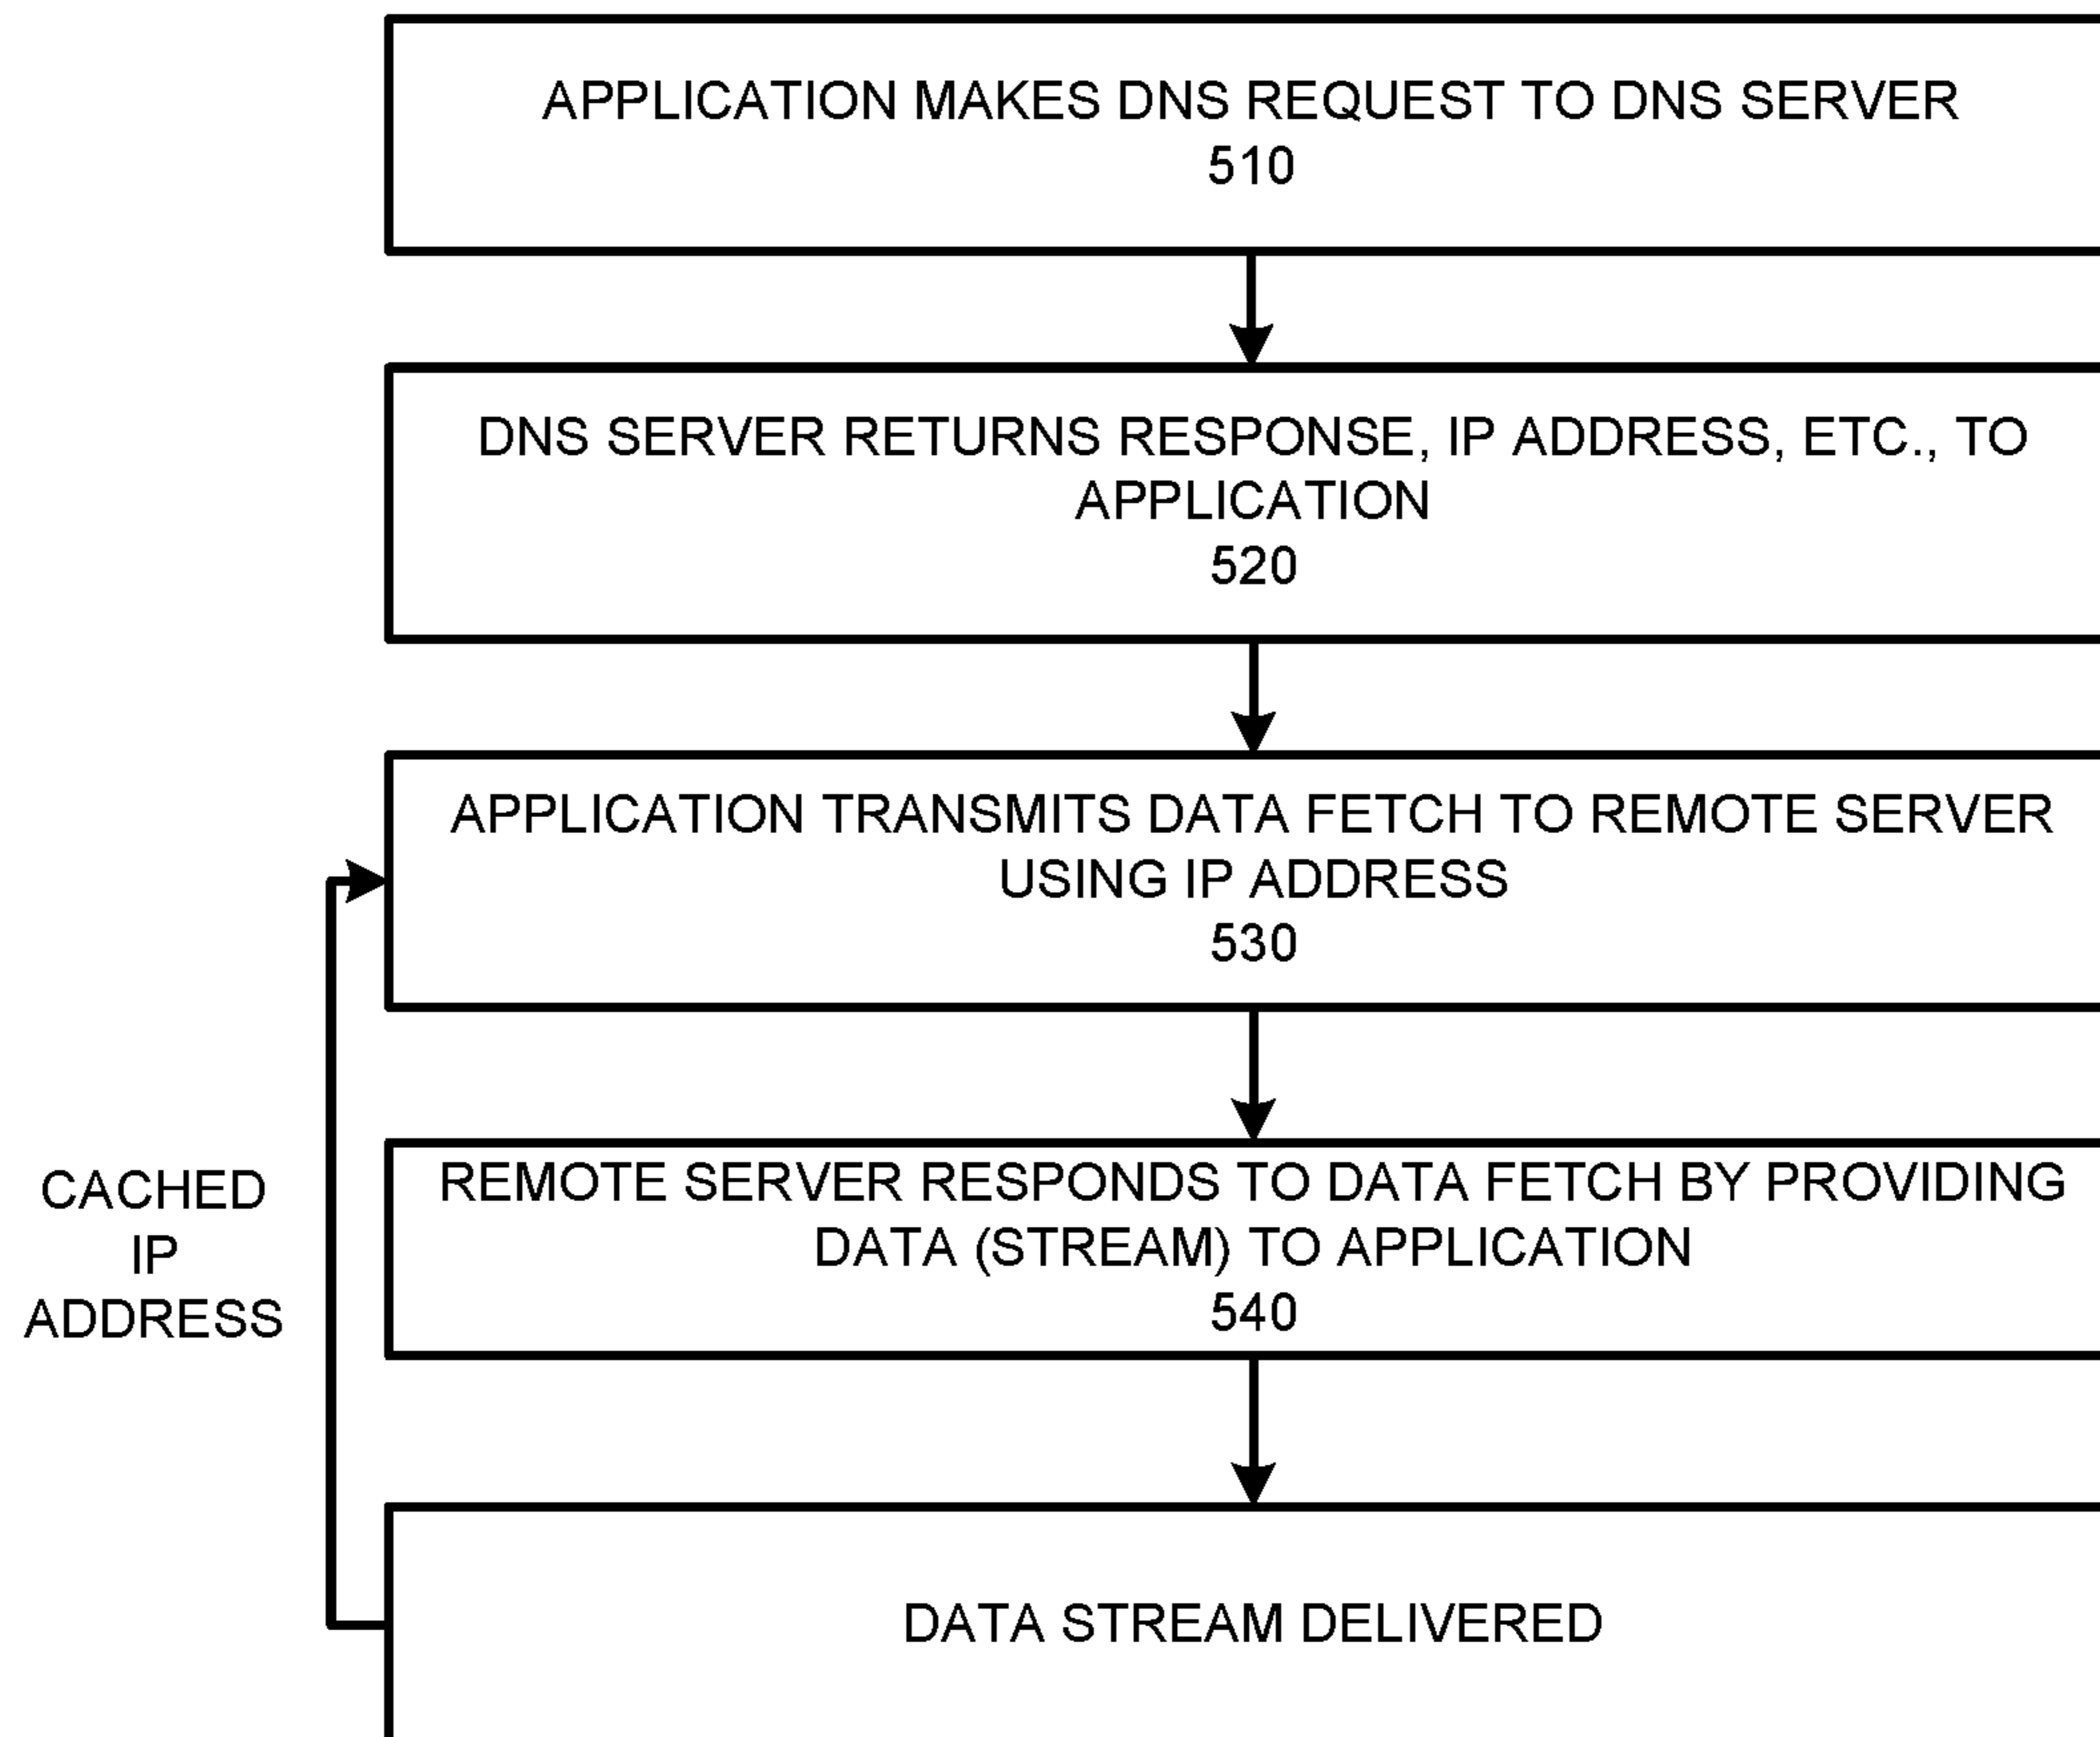 APPLICATION MAKES DNS REQUEST TO DNS SERVER
510
DNS SERVER RETURNS RESPONSE, IP ADDRESS, ETC., TO
APPLICATION
520
APPLICATION TRANSMITS DATA FETCH TO REMOTE SERVER
USING IP ADDRESS
530
REMOTE SERVER RESPONDS TO DATA FETCH BY PROVIDING
DATA (STREAM) TO APPLICATION
540
CACHED
IP
ADDRESS
DATA STREAM DELIVERED